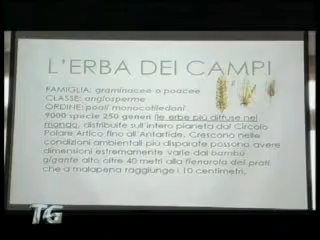 L'ERBA DEI CAMPI
FAMIGLIA: graminacee o poacee
CLASSE: angiosperme
ORDINE: poali monocotiledoni
9000 specie 250 generi (le erbe più diffuse nel
mondo, distribuite sull'intero pianeta dal Circolo
Polare Artico fino all'Antartide. Crescono nelle
condizioni ambientali più disparate possono avere
dimensioni estremamente varie dal bambù
gigante alto oltre 40 metri alla fienarola dei prati
che a malapena raggiunge i 10 centimetri.
TG